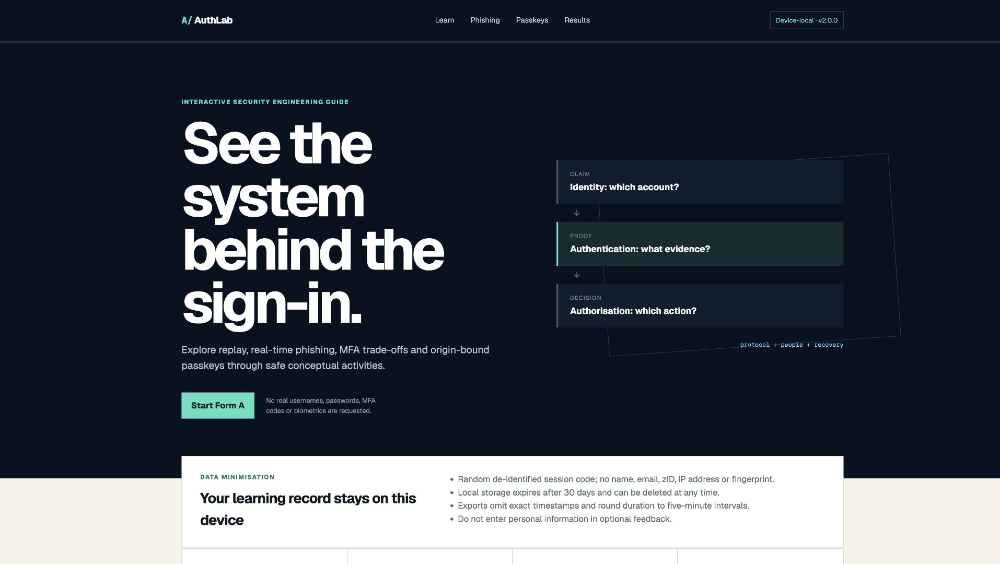 A/ AuthLab
Learn
Phishing
Passkeys
Results
Device-local · v2.0.0
INTERACTIVE SECURITY ENGINEERING GUIDE
See the
system
behind the
sign-in.
Explore replay, real-time phishing, MFA trade-offs and origin-bound
passkeys through safe conceptual activities.
Start Form A
No real usernames, passwords, MFA
codes or biometrics are requested.
CLAIM
Identity: which account?
↓
PROOF
Authentication: what evidence?
↓
DECISION
Authorisation: which action?
protocol + people + recovery
DATA MINIMISATION
Your learning record stays on this
device
• Random de-identified session code; no name, email, zID, IP address or fingerprint.
• Local storage expires after 30 days and can be deleted at any time.
• Exports omit exact timestamps and round duration to five-minute intervals.
• Do not enter personal information in optional feedback.